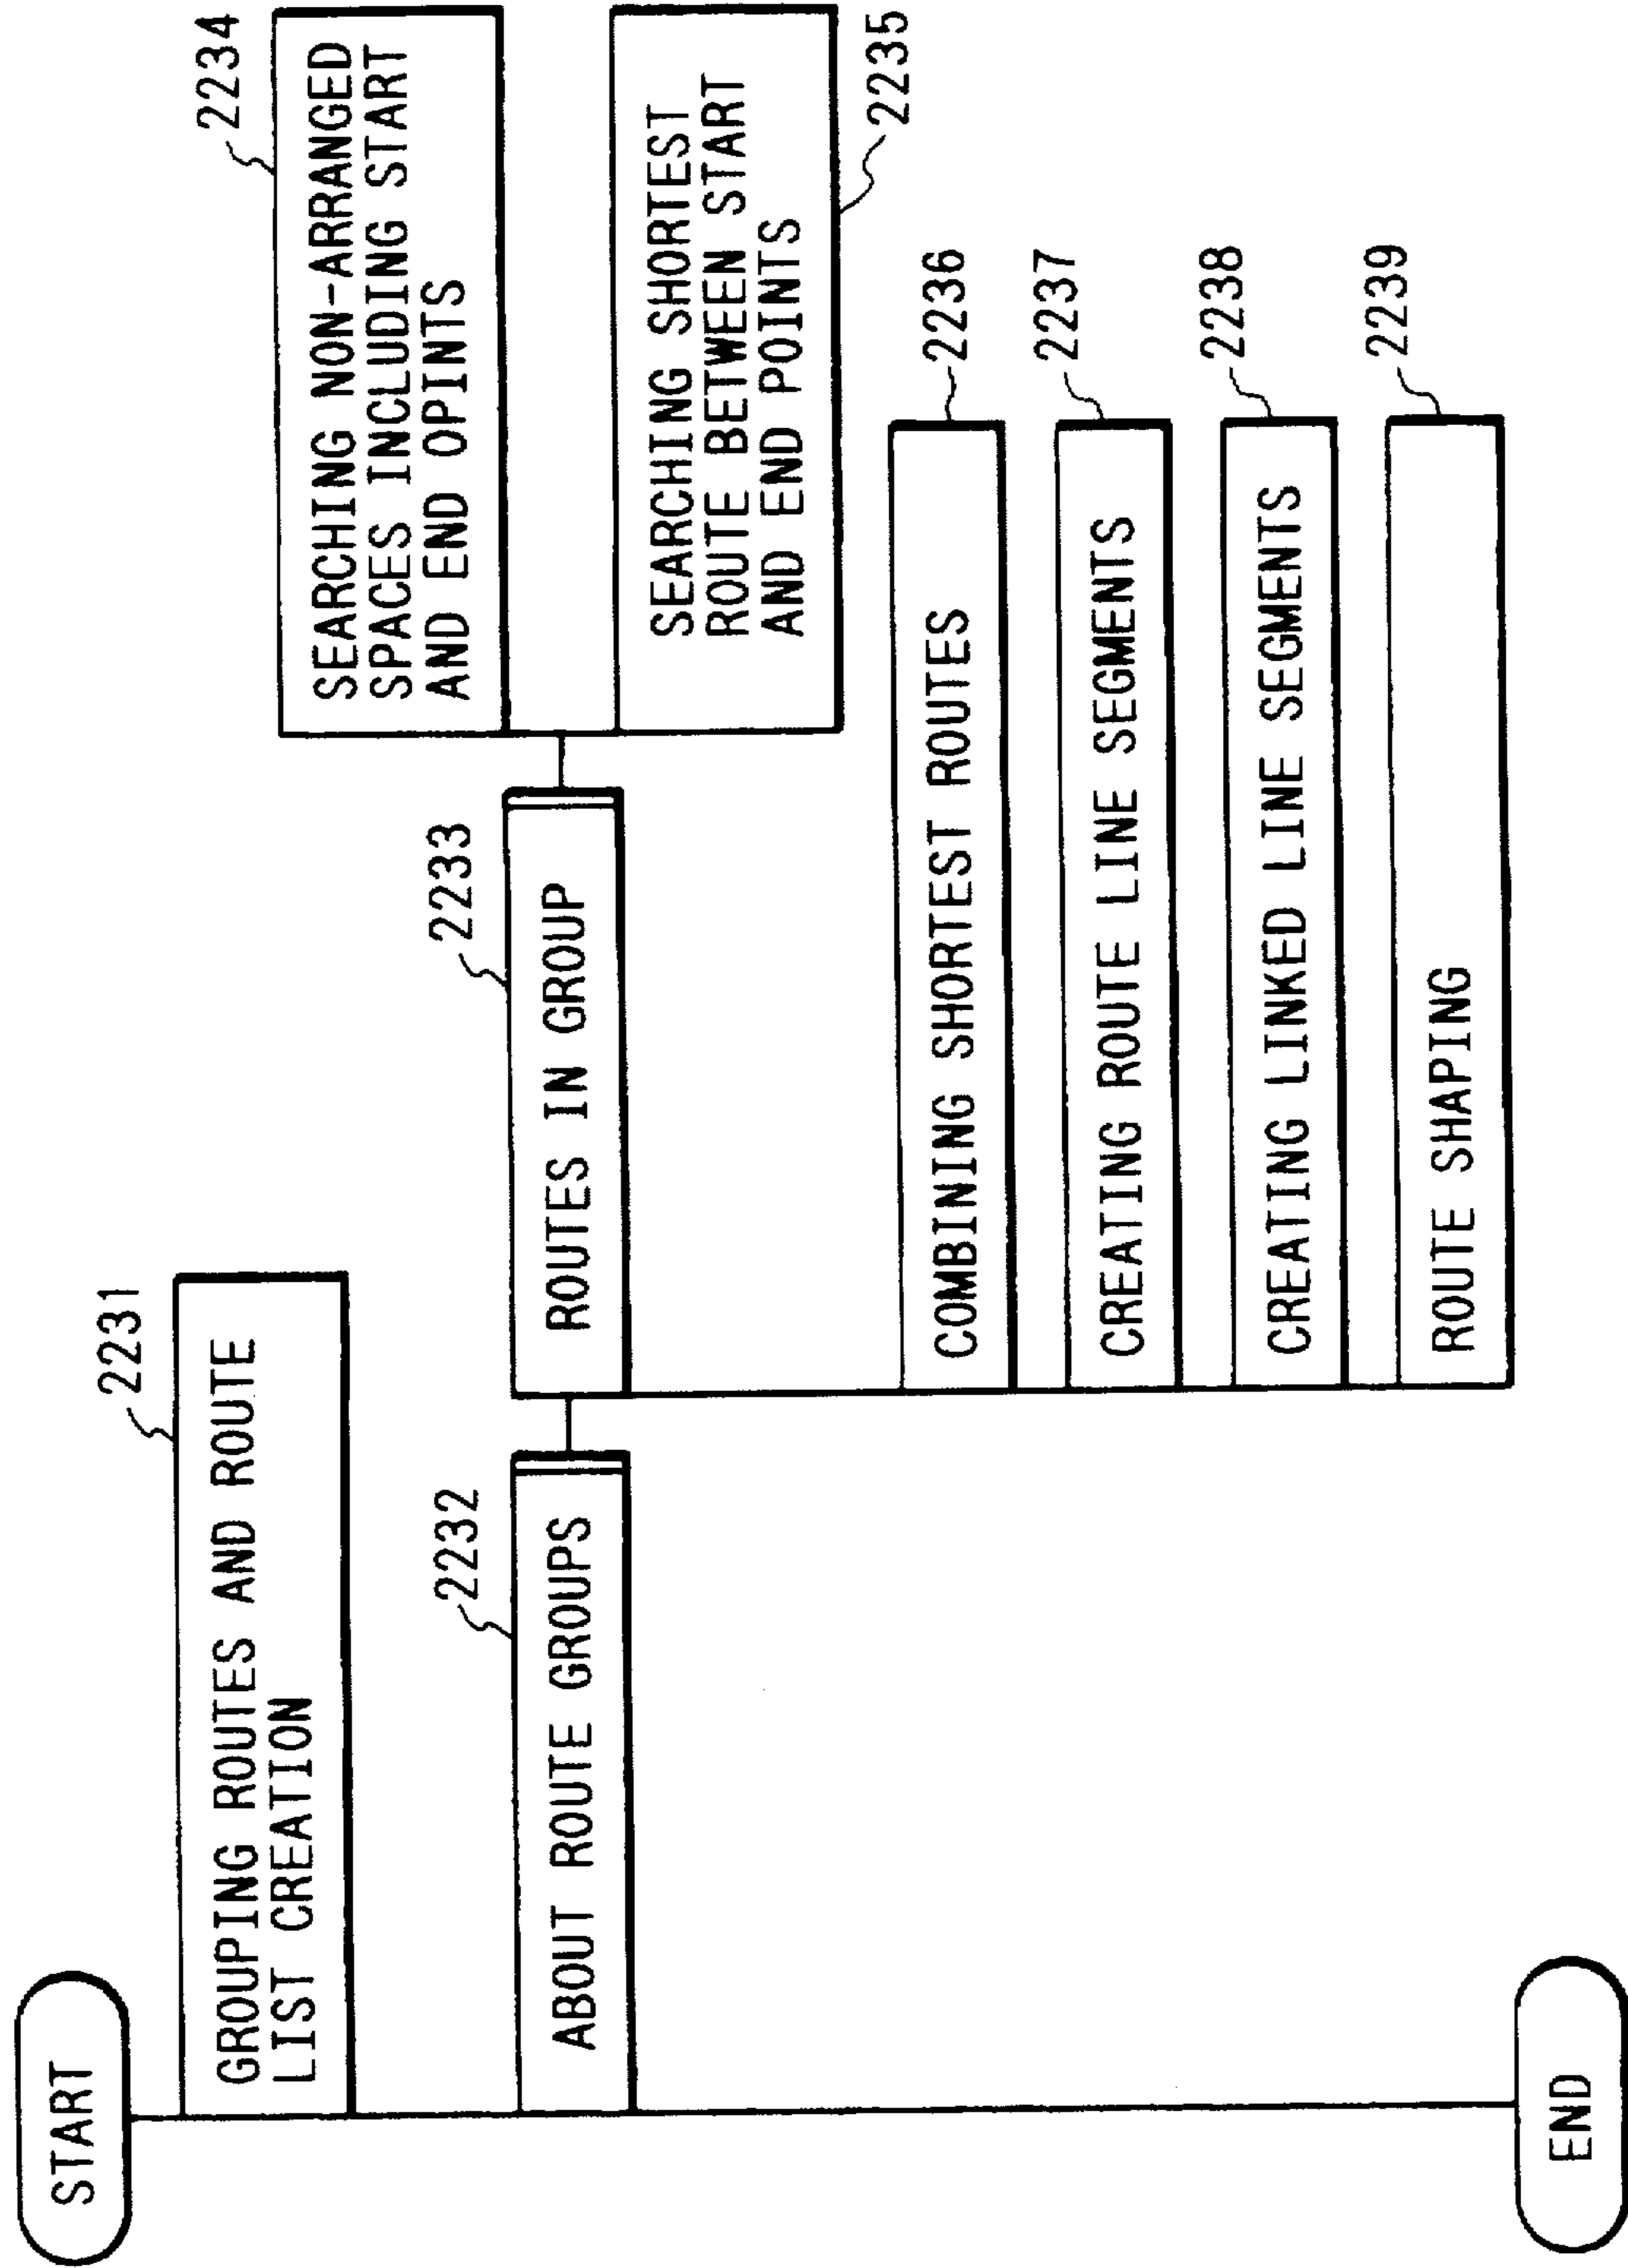 START
2231
GROUPING ROUTES AND ROUTE
LIST CREATION
2232
ABOUT ROUTE GROUPS
2233
ROUTES IN GROUP
2234
SEARCHING NON-ARRANGED
SPACES INCLUDING START
AND END OPINTS
SEARCHING SHORTEST
ROUTE BETWEEN START
AND END POINTS
2235
COMBINING SHORTEST ROUTES
2236
CREATING ROUTE LINE SEGMENTS
2237
CREATING LINKED LINE SEGMENTS
2238
ROUTE SHAPING
2239
END